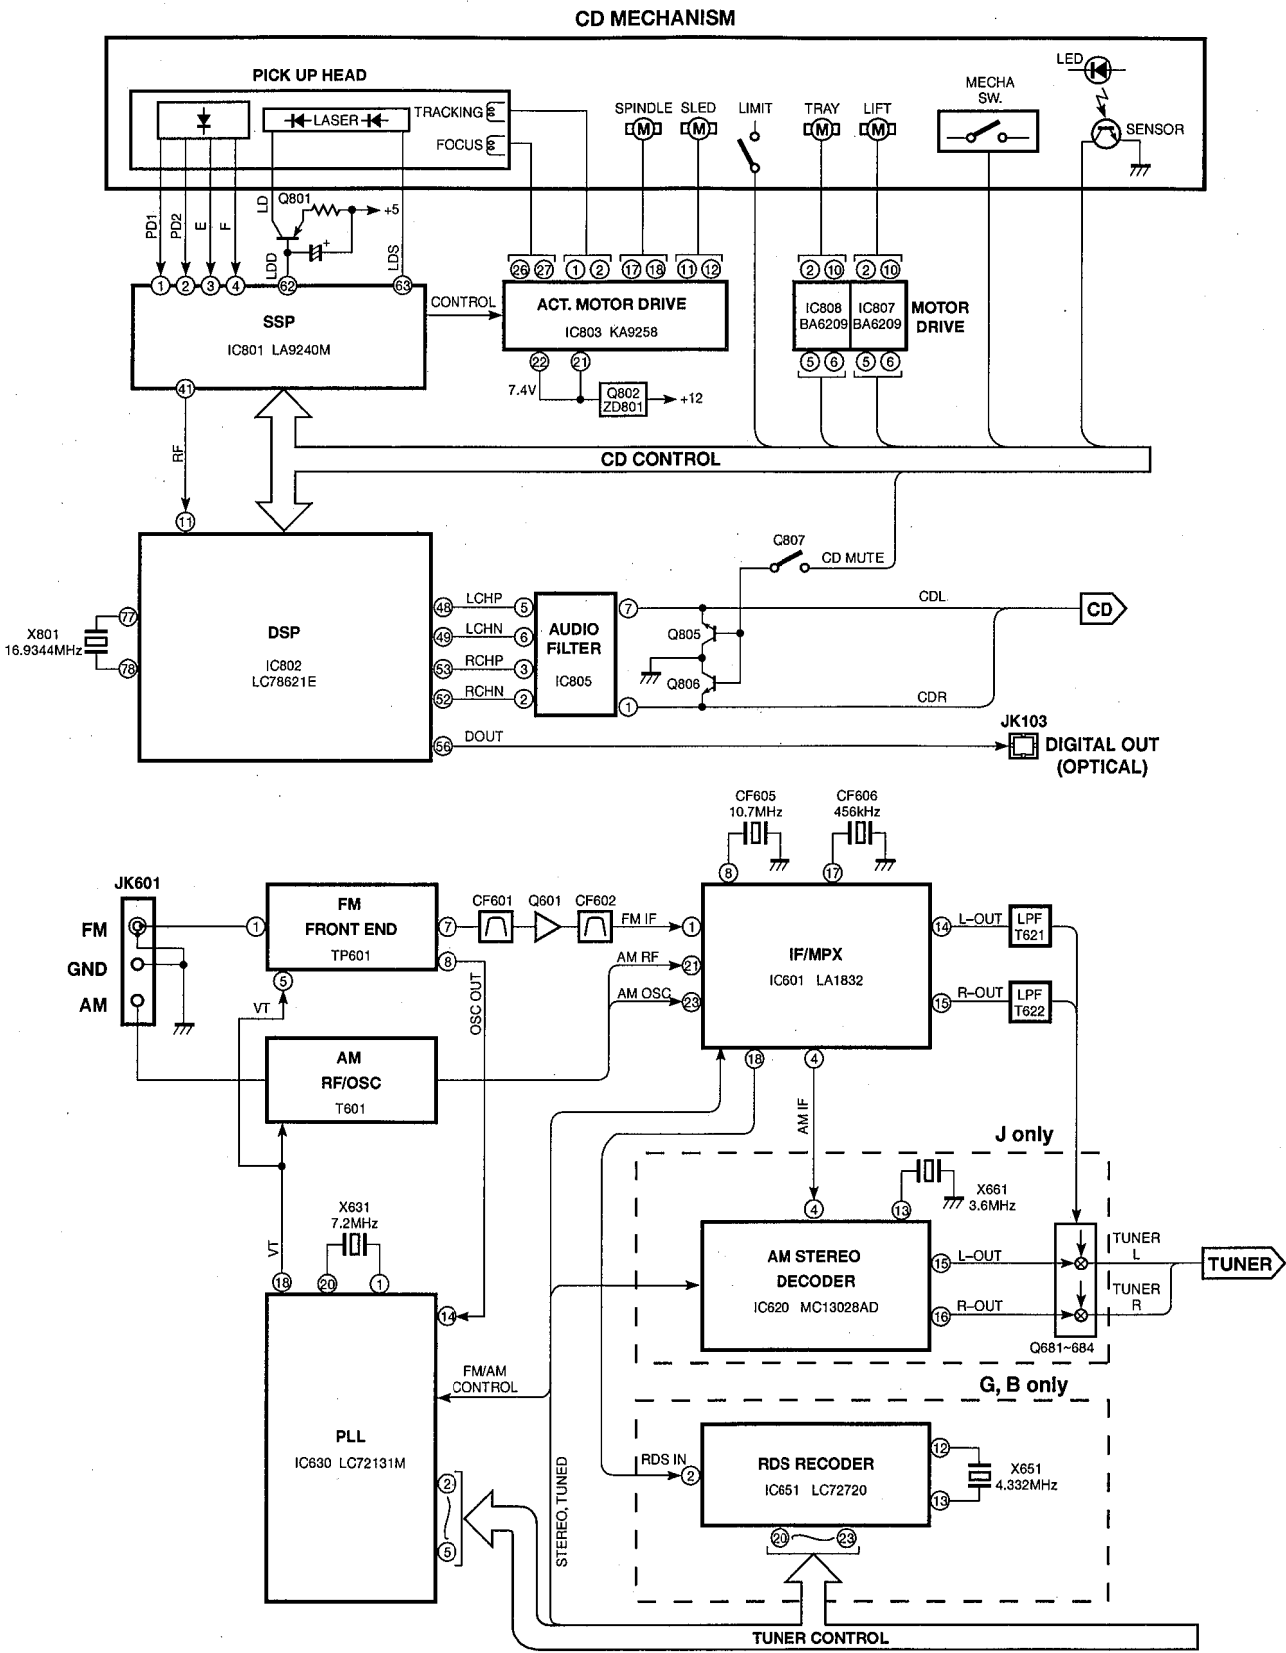 CD MECHANISM
LED
PICK UP HEAD
MECHA
SW.
TRACKING
SPINDLE SLED LIMIT TRAY LIFT
LASER
M M M M
SENSOR
FOCUS
PD1 PD2 E F LD Q801 +5 LDD LDS
+
26 27 1 2 17 18 11 12 2 10 2 10
1 2 3 4 62 63
CONTROL
SSP
IC801 LA9240M
ACT. MOTOR DRIVE
IC803 KA9258
IC808
BA6209
IC807
BA6209
MOTOR
DRIVE
22 21 5 6 5 6
7.4V
Q802
ZD801
+12
41
RF
CD CONTROL
11
Q807
CD MUTE
77
X801
16.9344MHz
78
DSP
IC802
LC78621E
48 LCHP 5
49 LCHN 6
53 RCHP 3
52 RCHN 2
AUDIO
FILTER
IC805
7
CDL
CD
Q805
Q806
1
CDR
56 DOUT
JK103
DIGITAL OUT
(OPTICAL)
CF605
10.7MHz
CF606
456kHz
8 17
JK601
FM
GND
AM
1
FM
FRONT END
TP601
7
8
5
CF601 Q601 CF602
FM IF 1
AM RF 21
AM OSC 23
IF/MPX
IC601 LA1832
14 L-OUT
LPF
T621
15 R-OUT
LPF
T622
VT
OSC OUT
AM
RF/OSC
T601
18 4
AM IF
J only
X631
7.2MHz
VT
18 20 1
4 13
X661
3.6MHz
AM STEREO
DECODER
IC620 MC13028AD
15 L-OUT
16 R-OUT
TUNER
L
TUNER
R
TUNER
Q681~684
14
FM/AM
CONTROL
G, B only
PLL
IC630 LC72131M
2
5
STEREO, TUNED
RDS IN 2
RDS RECODER
IC651 LC72720
12
13
X651
4.332MHz
20 23
TUNER CONTROL